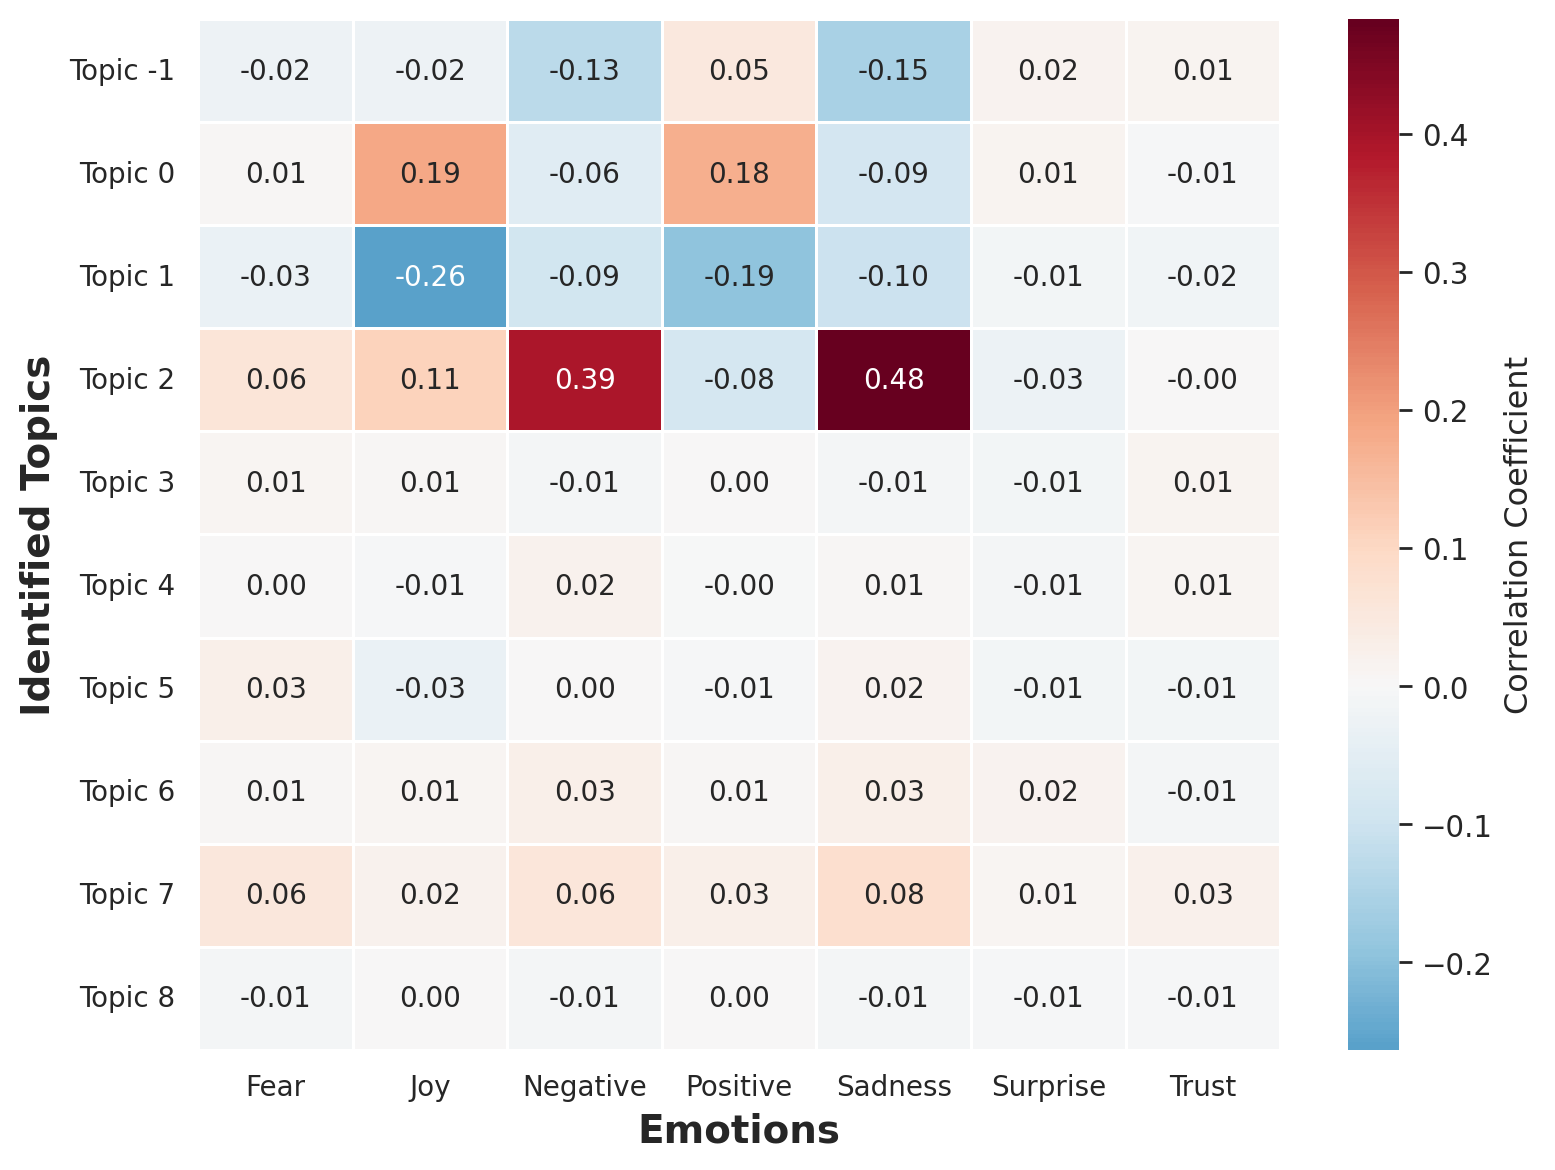 Topic -1 -0.02 -0.02 -0.13 0.05 -0.15 0.02 0.01
Topic 0 0.01 0.19 -0.06 0.18 -0.09 0.01 -0.01
Topic 1 -0.03 -0.26 -0.09 -0.19 -0.10 -0.01 -0.02
Topic 2 0.06 0.11 0.39 -0.08 0.48 -0.03 -0.00
Topic 3 0.01 0.01 -0.01 0.00 -0.01 -0.01 0.01
Topic 4 0.00 -0.01 0.02 -0.00 0.01 -0.01 0.01
Topic 5 0.03 -0.03 0.00 -0.01 0.02 -0.01 -0.01
Topic 6 0.01 0.01 0.03 0.01 0.03 0.02 -0.01
Topic 7 0.06 0.02 0.06 0.03 0.08 0.01 0.03
Topic 8 -0.01 0.00 -0.01 0.00 -0.01 -0.01 -0.01
Fear Joy Negative Positive Sadness Surprise Trust
Emotions
Identified Topics
0.4
0.3
0.2
0.1
0.0
−0.1
−0.2
Correlation Coefficient